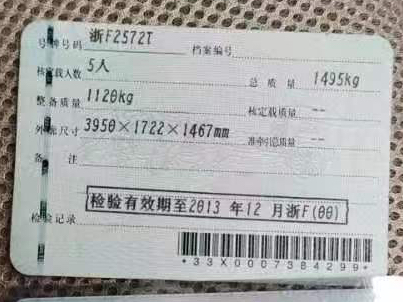 号牌号码 浙F2572T 档案编号
核定载人数 5人 总质量 1495kg
整备质量 1120kg 核定载质量 --
外廓尺寸 3950×1722×1467mm 准牵引总质量 --
备注
检验记录 检验有效期至2013 年12 月浙F(00)
*33X0007384299*